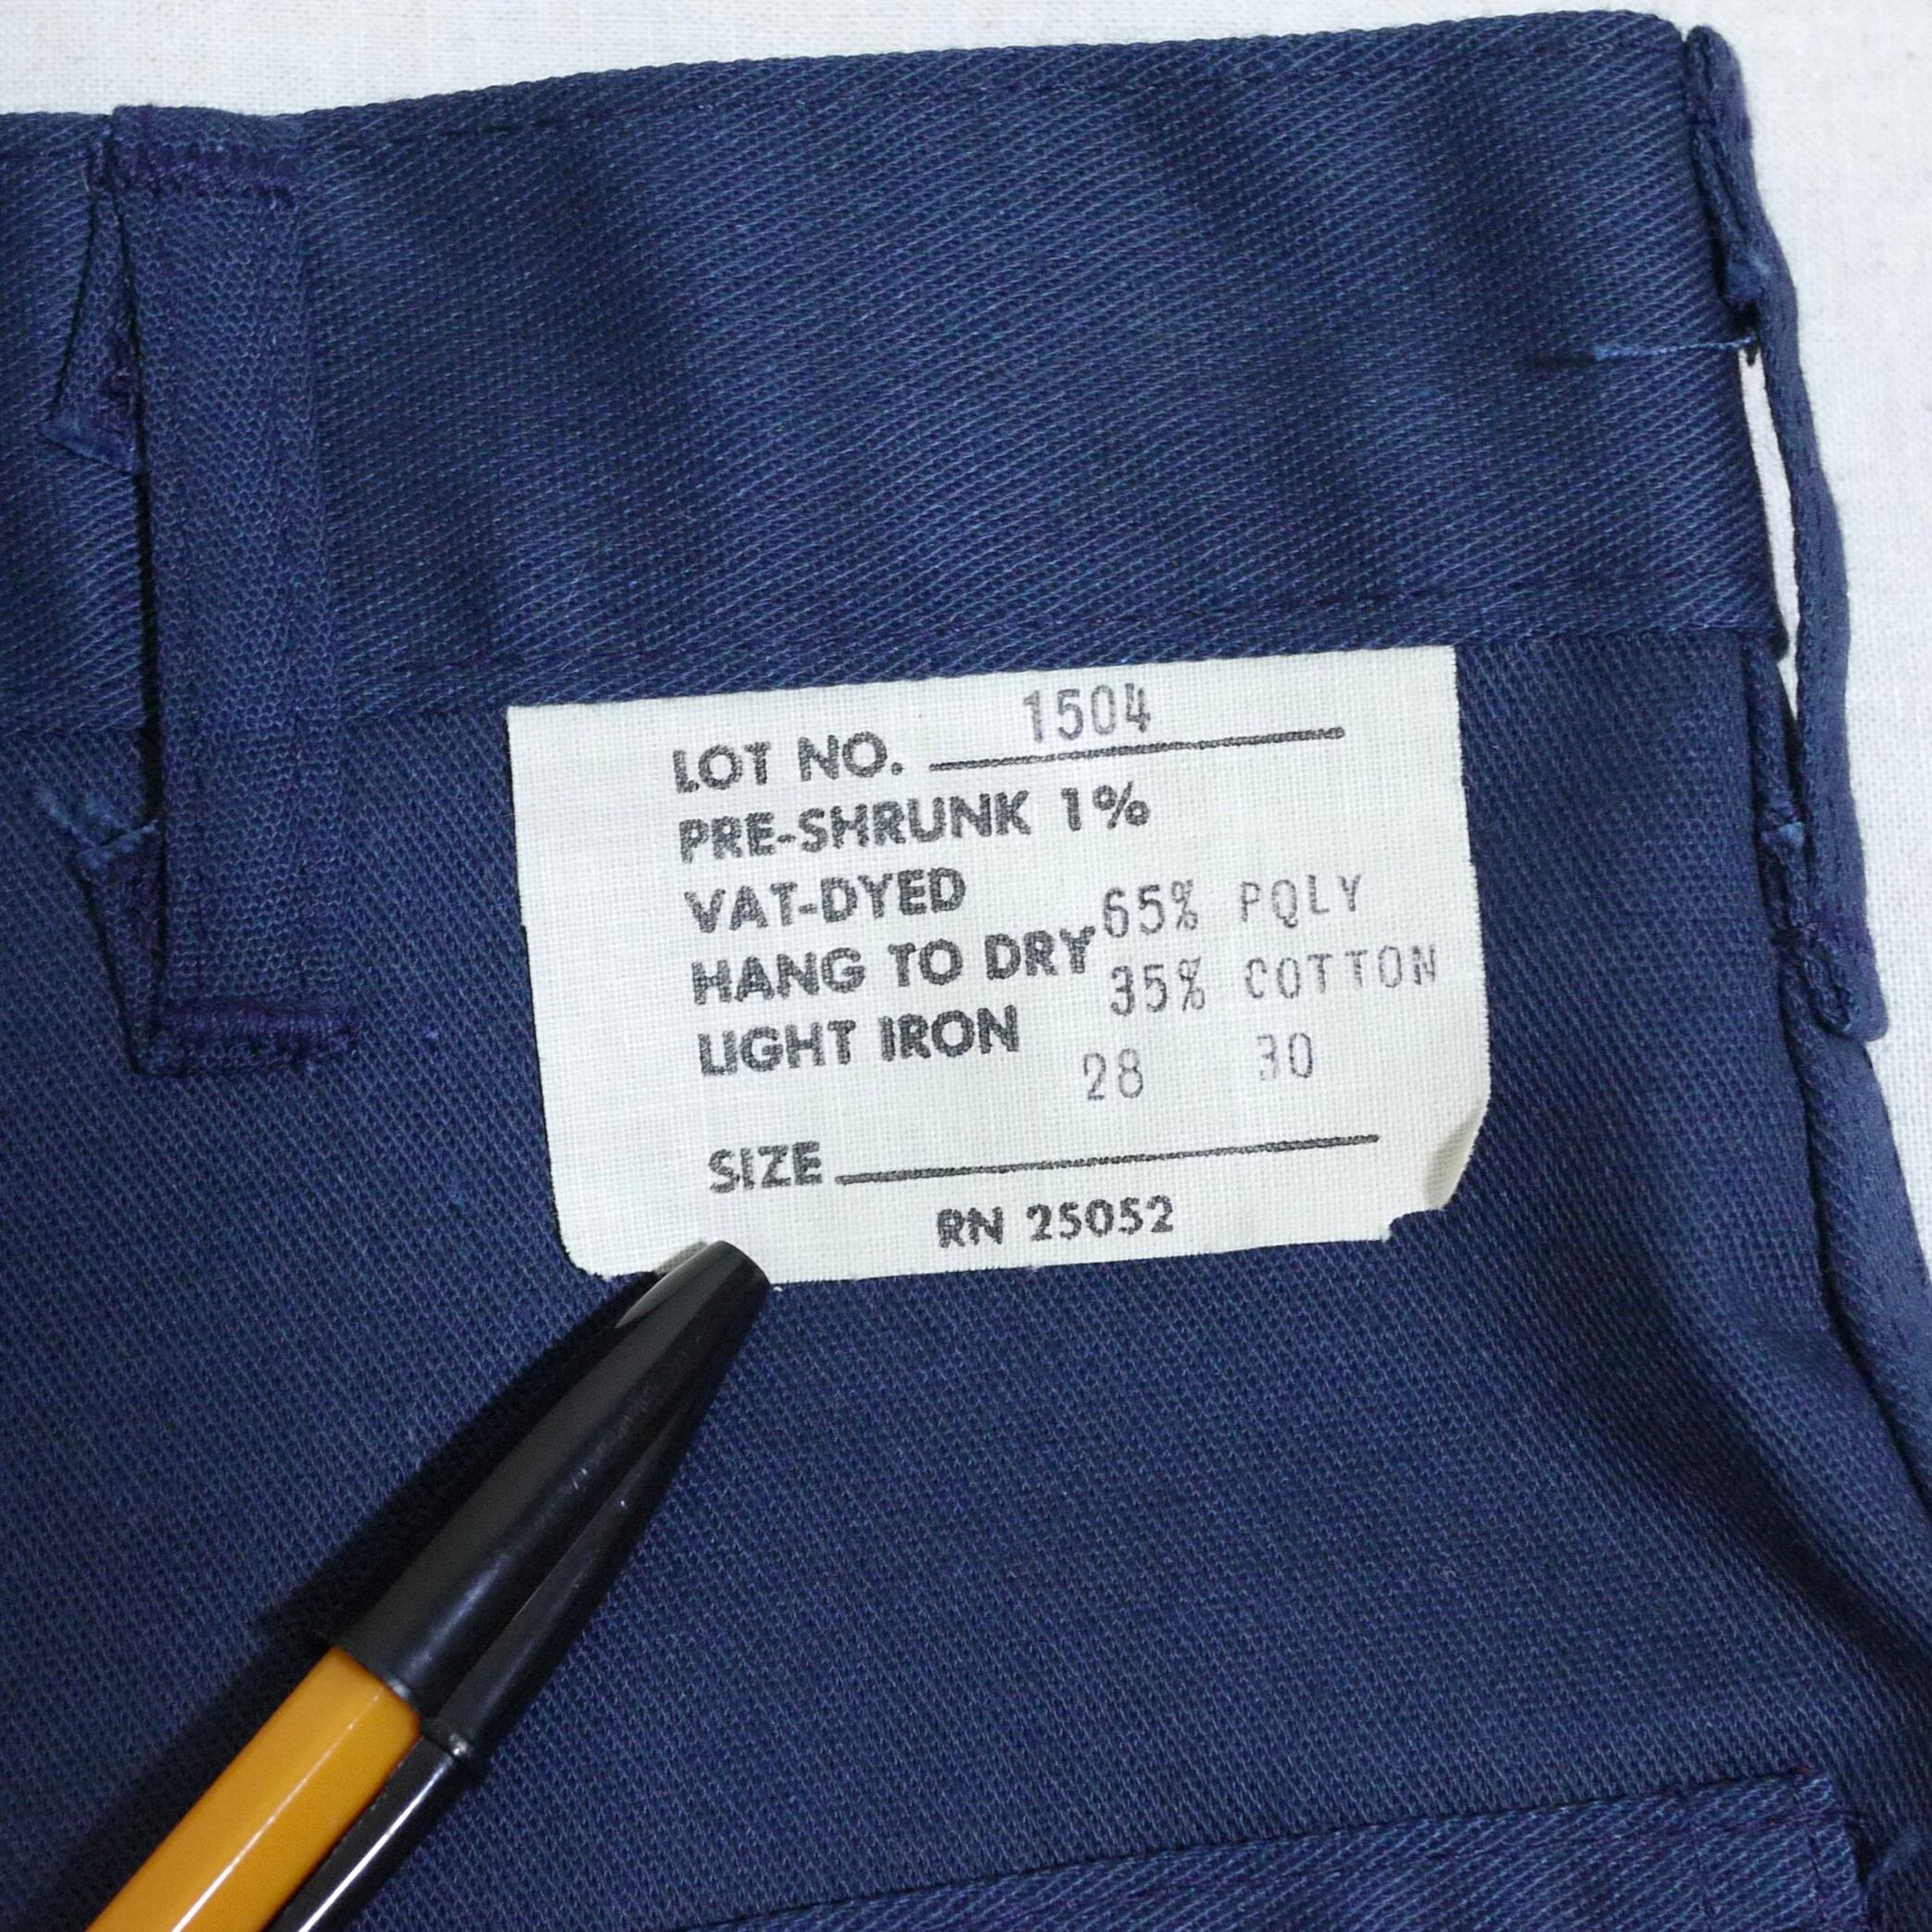 LOT NO. 1504
PRE-SHRUNK 1%
VAT-DYED 65% POLY
HANG TO DRY 35% COTTON
LIGHT IRON
28 30
SIZE
RN 25052